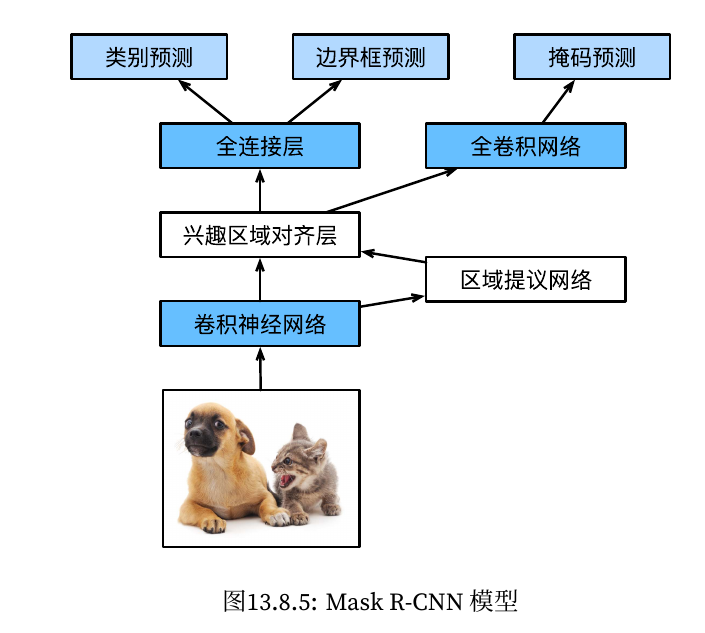 类别预测
边界框预测
掩码预测
全连接层
全卷积网络
兴趣区域对齐层
区域提议网络
卷积神经网络
图13.8.5: Mask R-CNN 模型